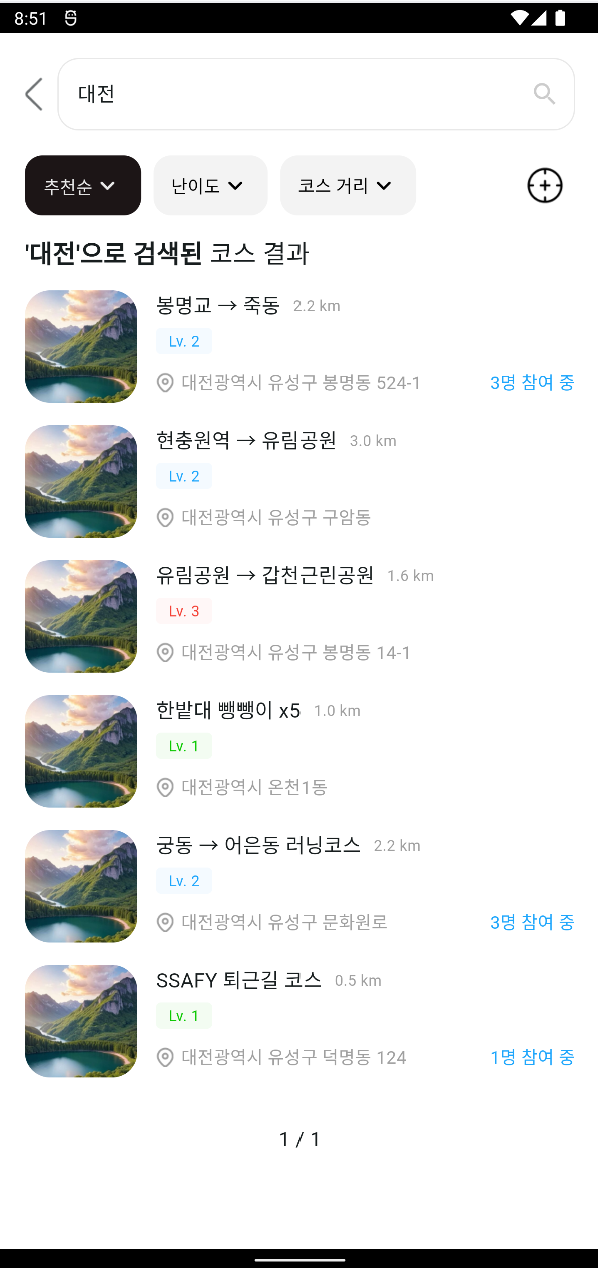 8:51
대전
추천순 난이도 코스 거리
'대전'으로 검색된 코스 결과
봉명교 → 죽동 2.2 km
Lv. 2
대전광역시 유성구 봉명동 524-1 3명 참여 중
현충원역 → 유림공원 3.0 km
Lv. 2
대전광역시 유성구 구암동
유림공원 → 갑천근린공원 1.6 km
Lv. 3
대전광역시 유성구 봉명동 14-1
한밭대 뺑뺑이 x5 1.0 km
Lv. 1
대전광역시 온천1동
궁동 → 어은동 러닝코스 2.2 km
Lv. 2
대전광역시 유성구 문화원로 3명 참여 중
SSAFY 퇴근길 코스 0.5 km
Lv. 1
대전광역시 유성구 덕명동 124 1명 참여 중
1 / 1